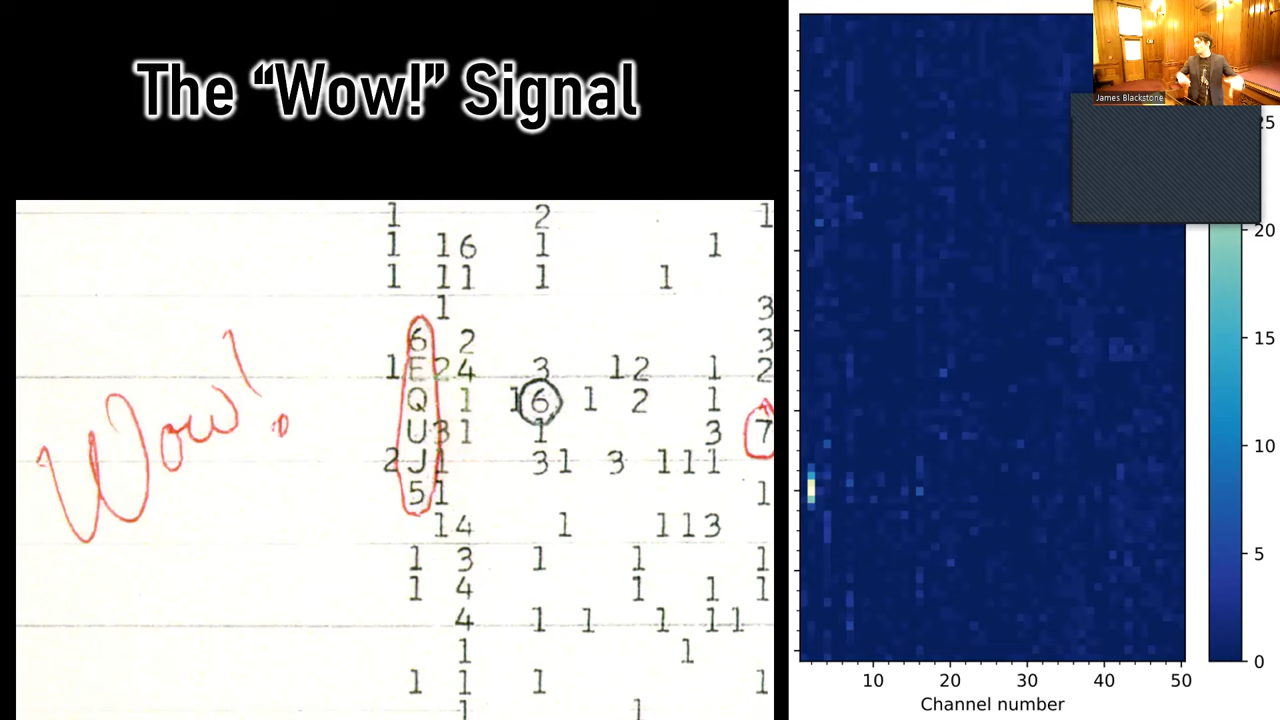 The “Wow!” Signal
1 2 1
1 16 1 1
1 11 1 1
1 3
6 2 3
1E24 3 12 1 2
Q 1 16 1 2 1
U31 1 3 7
2J1 31 3 111
51 1
14 1 113
1 3 1 1 1
1 4 1 1 1
4 1 1 1 11
1 1
1 1 1 1
1 1
Wow!
James Blackstone
25
20
15
10
5
0
10 20 30 40 50
Channel number